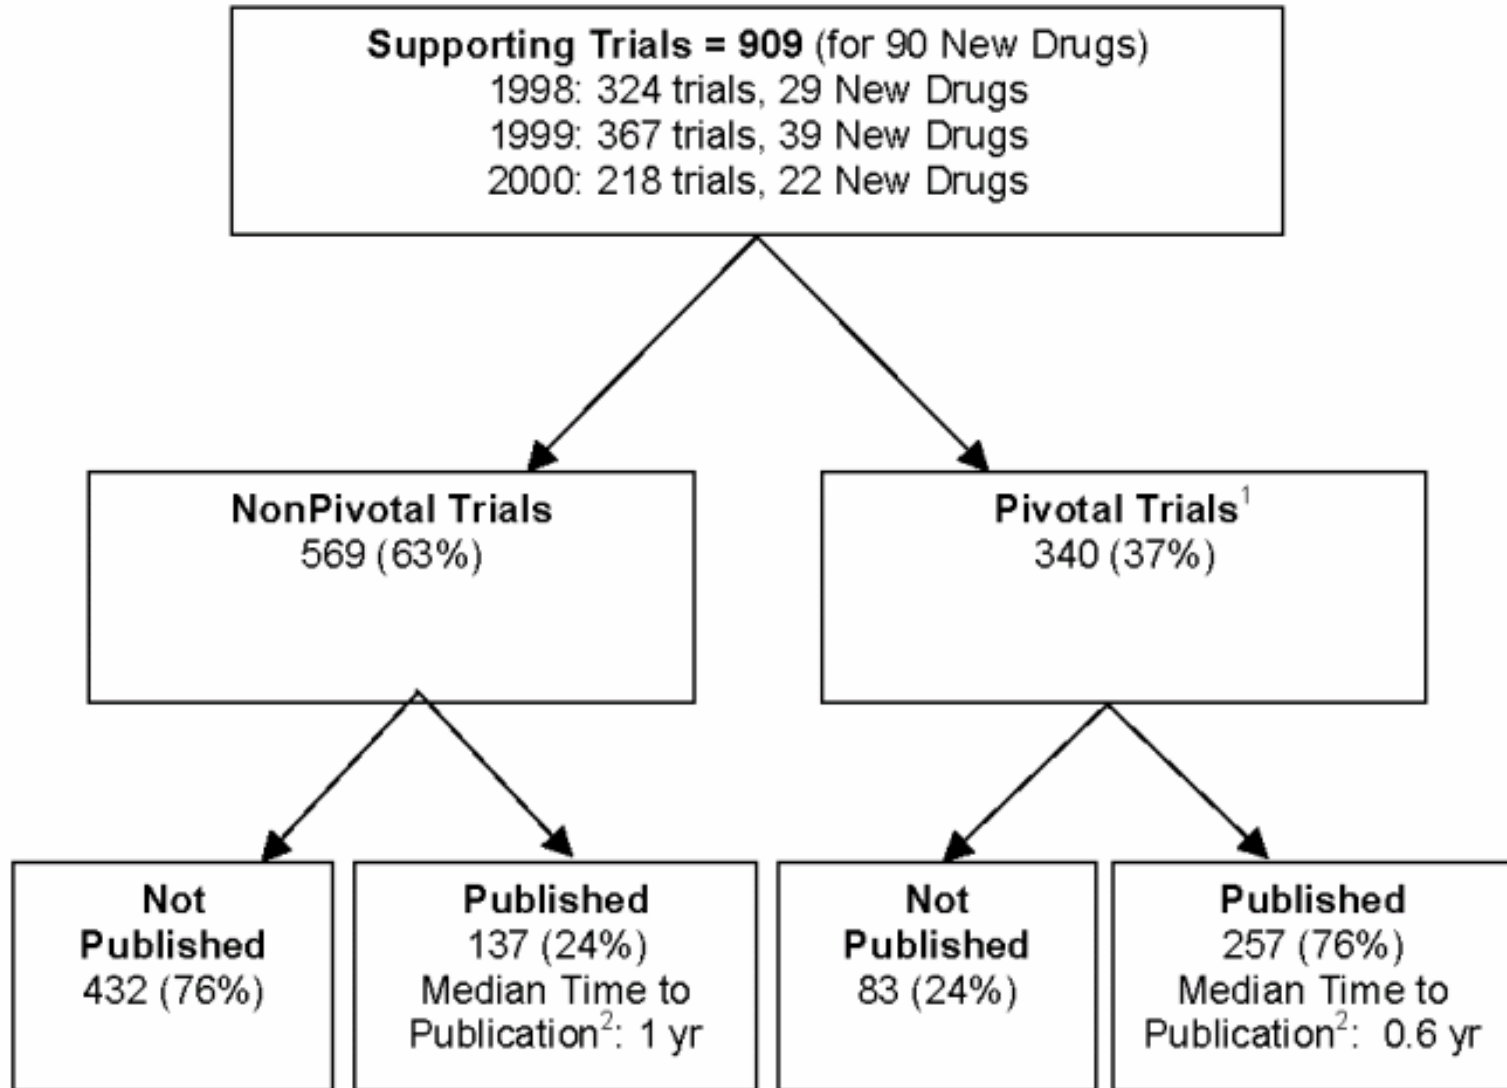 Supporting Trials = 909 (for 90 New Drugs)
1998: 324 trials, 29 New Drugs
1999: 367 trials, 39 New Drugs
2000: 218 trials, 22 New Drugs
NonPivotal Trials
569 (63%)
Pivotal Trials¹
340 (37%)
Not
Published
432 (76%)
Published
137 (24%)
Median Time to
Publication²: 1 yr
Not
Published
83 (24%)
Published
257 (76%)
Median Time to
Publication²: 0.6 yr